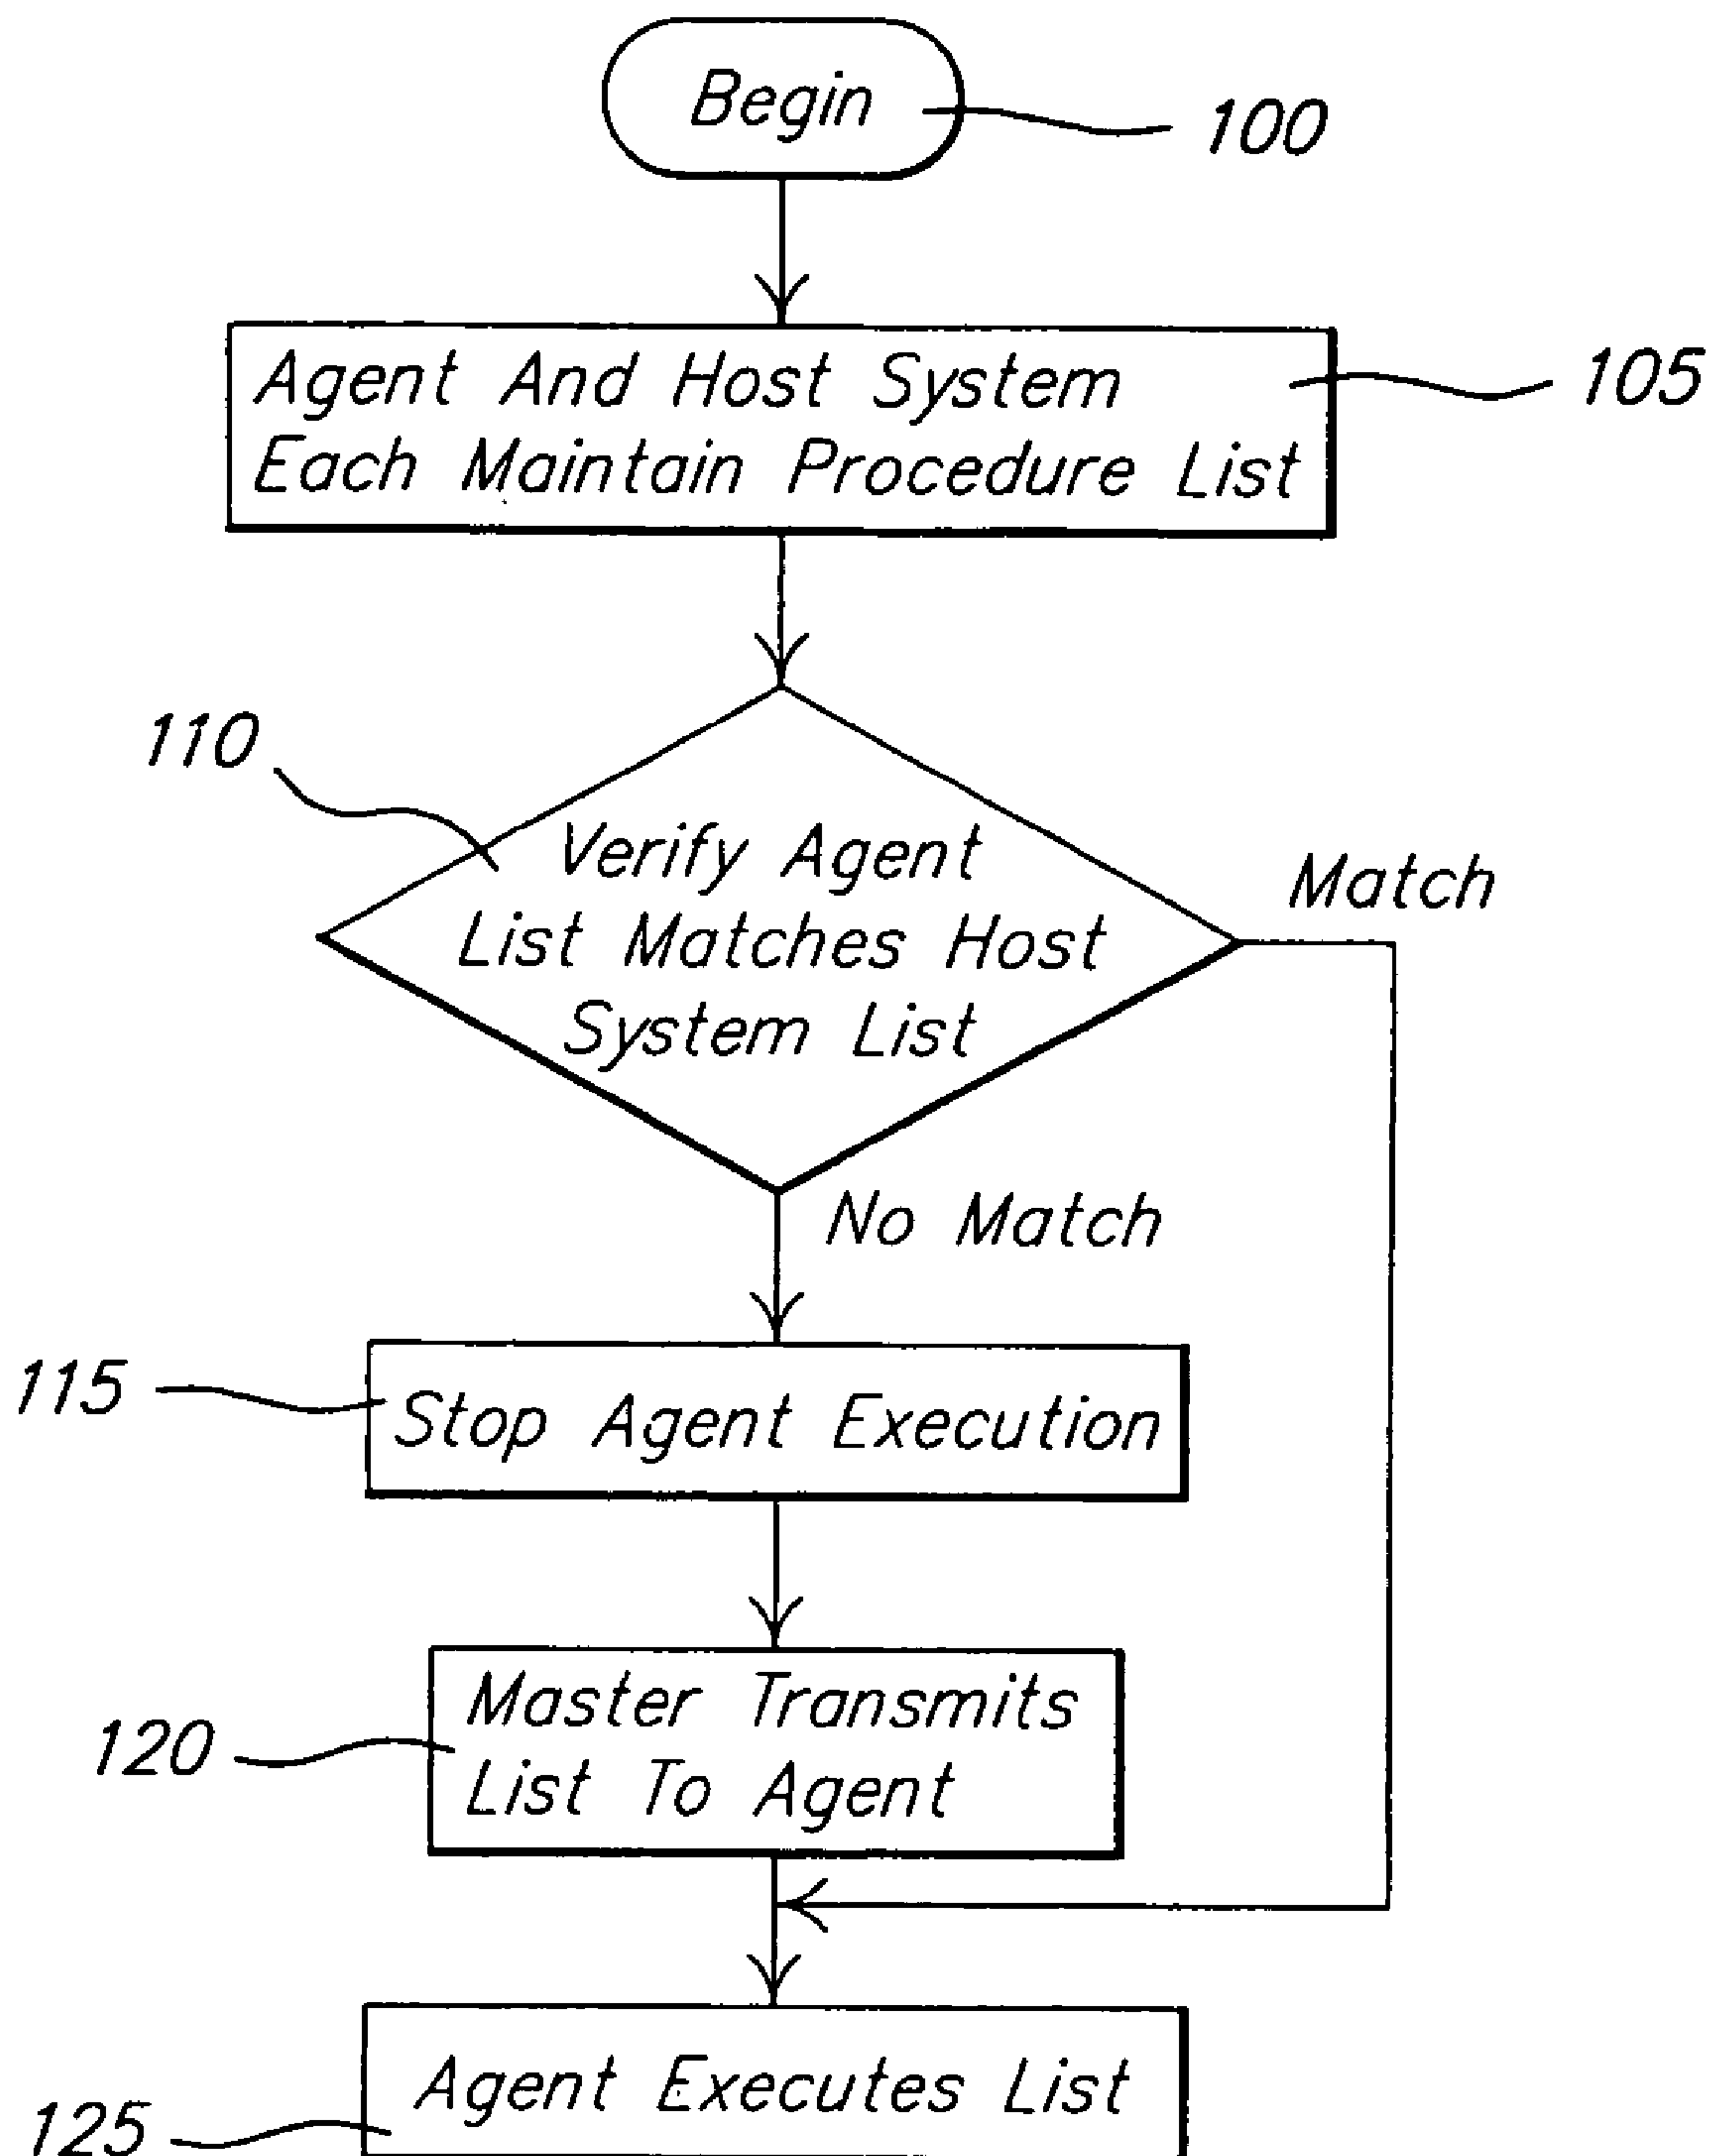 Begin
100
Agent And Host System
Each Maintain Procedure List
105
110
Verify Agent
List Matches Host
System List
Match
No Match
115
Stop Agent Execution
120
Master Transmits
List To Agent
Agent Executes List
125